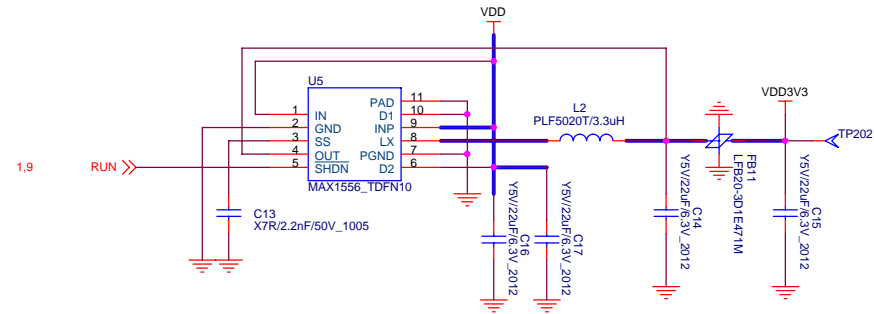 VDD
U5
1
2
3
4
5
IN
GND
SS
OUT
SHDN
PAD
D1
INP
LX
PGND
D2
11
10
9
8
7
6
MAX1556_TDFN10
L2
PLF5020T/3.3uH
VDD3V3
TP202
1,9
RUN
C13
X7R/2.2nF/50V_1005
C16
Y5V/22uF/6.3V_2012
C17
Y5V/22uF/6.3V_2012
C14
Y5V/22uF/6.3V_2012
FB11
LFB20-3D1E471M
C15
Y5V/22uF/6.3V_2012